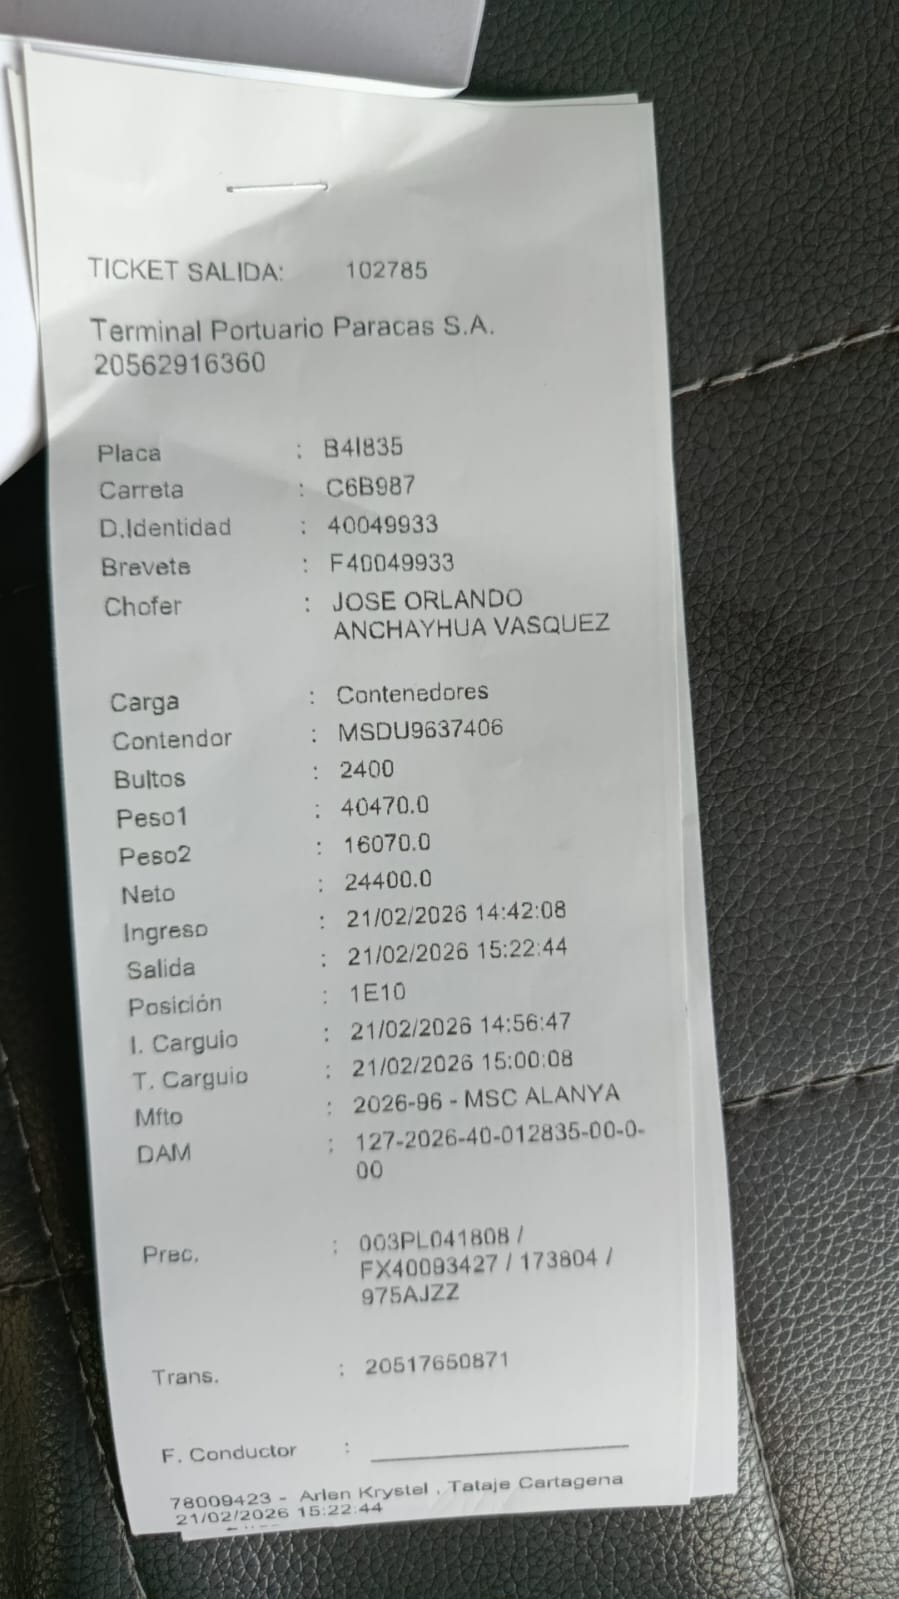 TICKET SALIDA: 102785
Terminal Portuario Paracas S.A.
20562916360
Placa : B4I835
Carreta : C6B987
D.Identidad : 40049933
Brevete : F40049933
Chofer : JOSE ORLANDO
ANCHAYHUA VASQUEZ
Carga : Contenedores
Contendor : MSDU9637406
Bultos : 2400
Peso1 : 40470.0
Peso2 : 16070.0
Neto : 24400.0
Ingreso : 21/02/2026 14:42:08
Salida : 21/02/2026 15:22:44
Posición : 1E10
I. Carguio : 21/02/2026 14:56:47
T. Carguio : 21/02/2026 15:00:08
Mfto : 2026-96 - MSC ALANYA
DAM : 127-2026-40-012835-00-0-
00
Prec. : 003PL041808 /
FX40093427 / 173804 /
975AJZZ
Trans. : 20517650871
F. Conductor :
78009423 - Arlen Krystel , Tataje Cartagena
21/02/2026 15:22:44